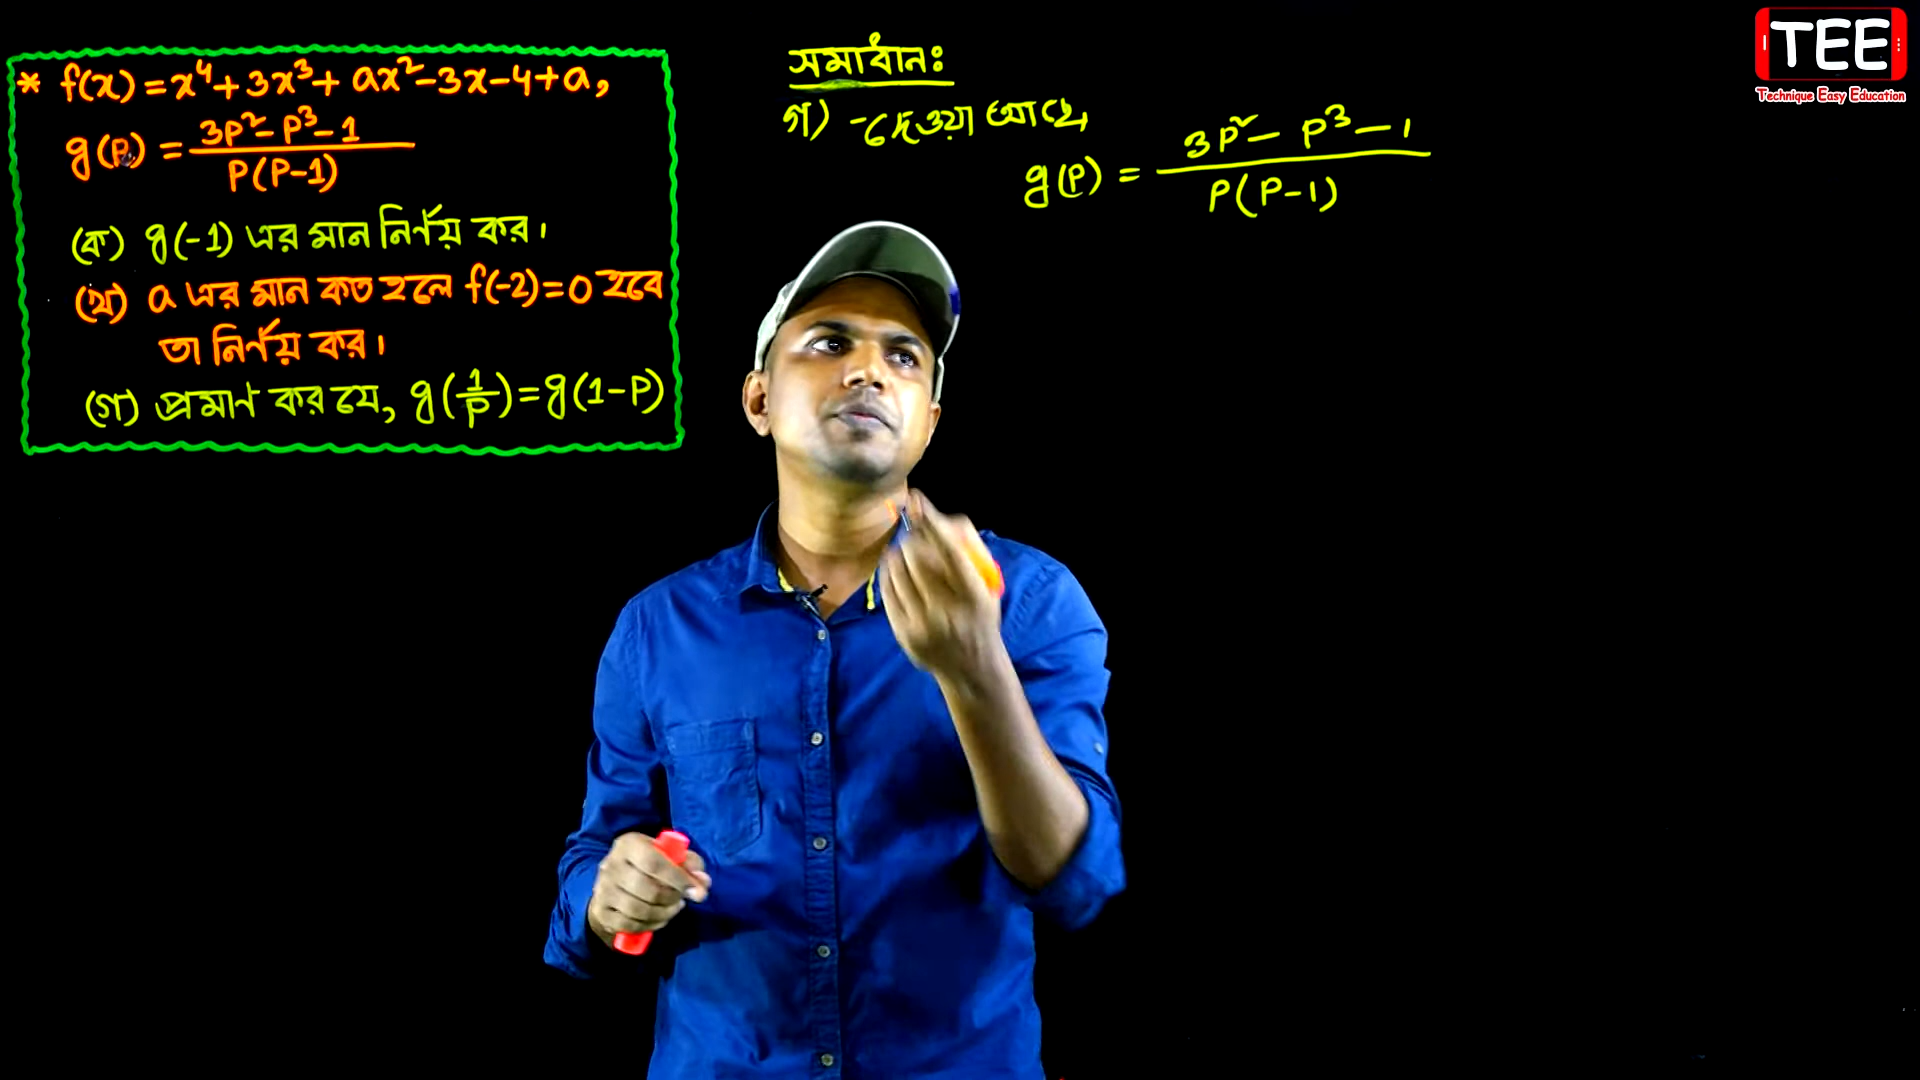 * f(x) = x⁴ + 3x³ + ax² - 3x - 4 + a,
g(p) = 3p² - p³ - 1 / p(p-1)
(ক) g(-1) এর মান নির্ণয় কর।
(খ) a এর মান কত হলে f(-2) = 0 হবে
তা নির্ণয় কর।
(গ) প্রমাণ কর যে, g(1/p) = g(1-p)
সমাধানঃ
গ) দেওয়া আছে,
g(p) = 3p² - p³ - 1 / p(p-1)
TEE
Technique Easy Education